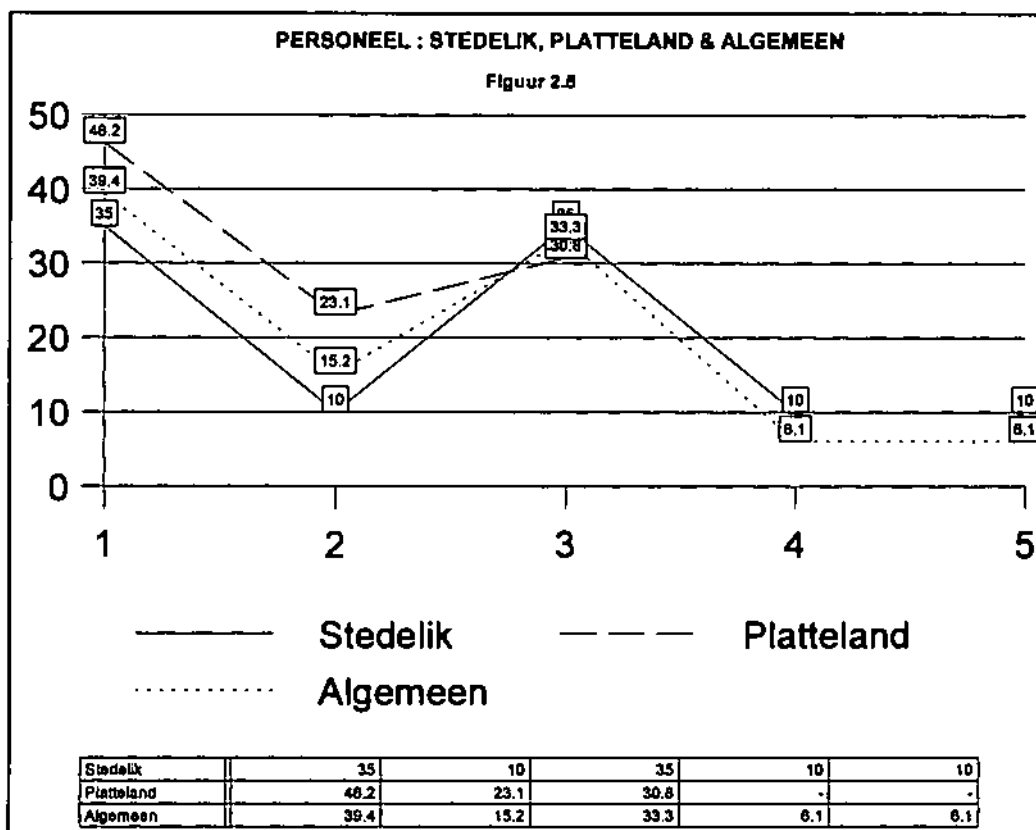 PERSONEEL : STEDELIK, PLATTELAND & ALGEMEEN
Figuur
50
40
30
20
10
0
46.2
39.4
35
23.1
15.2
10
35
33.3
30.8
10
6.1
10
6.1
1 2 3 4 5
Stedelik Platteland
Algemeen
Stedelik 35 10 35 10 10
Platteland 46.2 23.1 30.8 - -
Algemeen 39.4 15.2 33.3 6.1 6.1